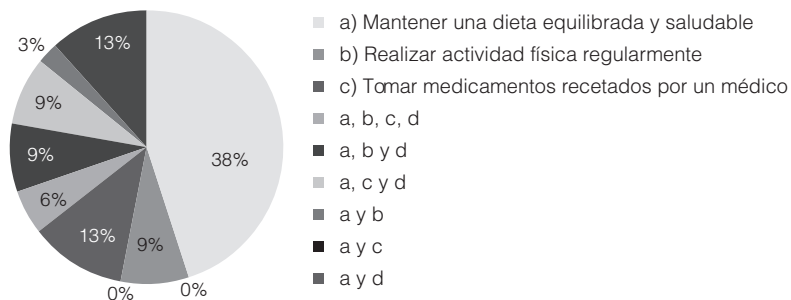 13%
3%
9%
9%
6%
13%
0%
9%
0%
38%
a) Mantener una dieta equilibrada y saludable
b) Realizar actividad física regularmente
c) Tomar medicamentos recetados por un médico
a, b, c, d
a, b y d
a, c y d
a y b
a y c
a y d